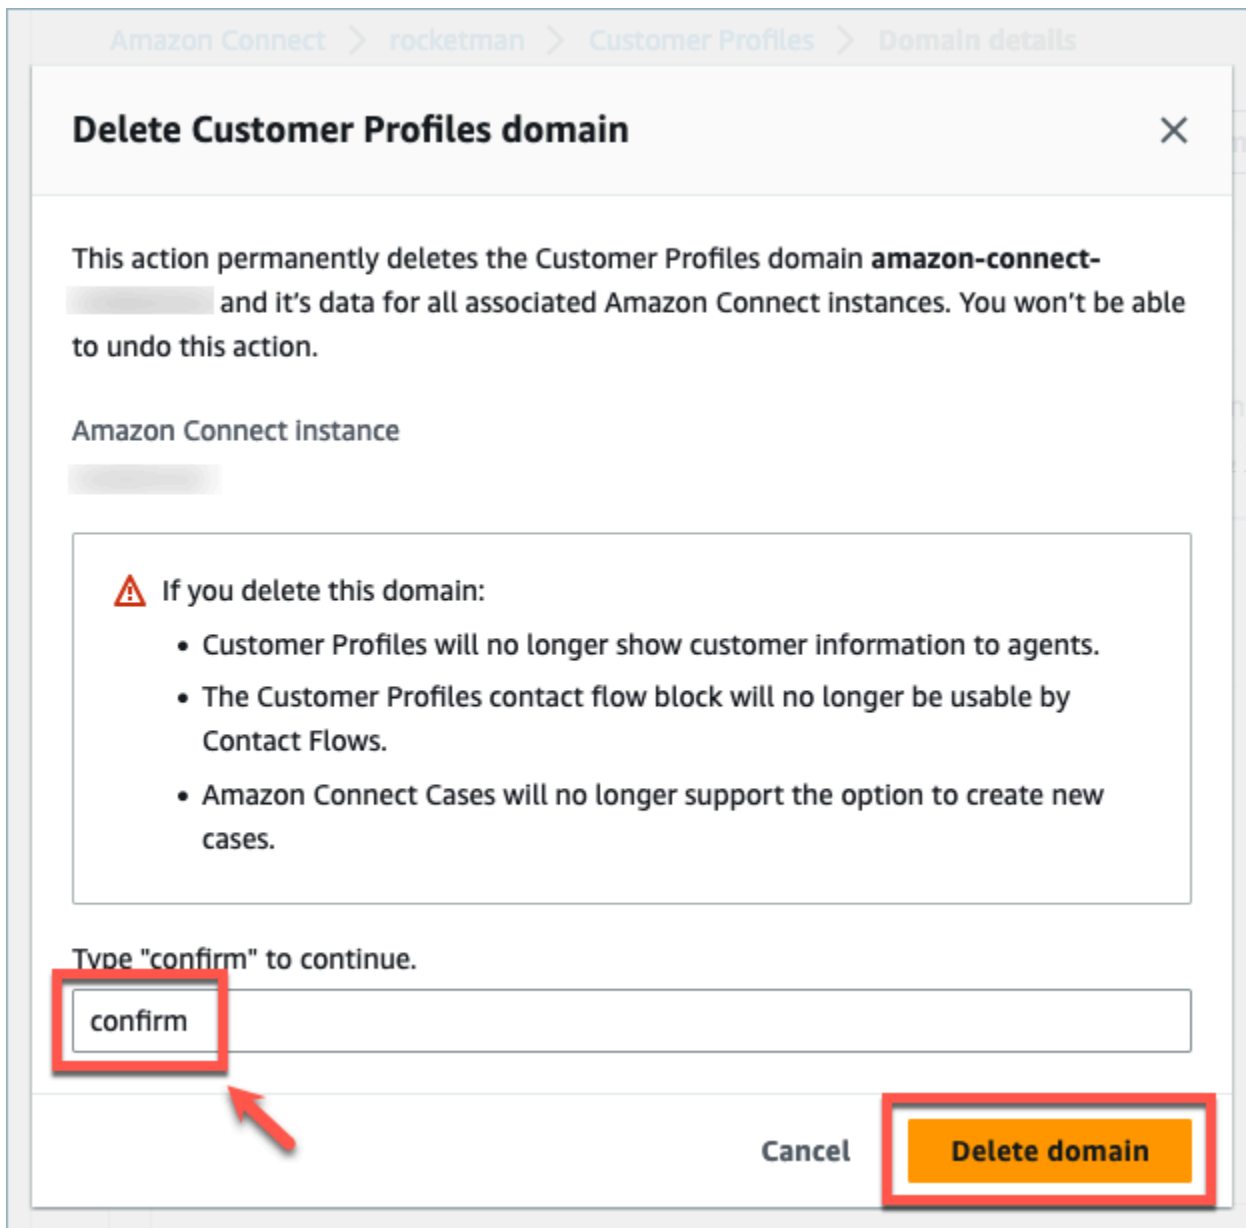 Amazon Connect > rocketman > Customer Profiles > Domain details
Delete Customer Profiles domain
This action permanently deletes the Customer Profiles domain amazon-connect-
and it’s data for all associated Amazon Connect instances. You won’t be able
to undo this action.
Amazon Connect instance
If you delete this domain:
• Customer Profiles will no longer show customer information to agents.
• The Customer Profiles contact flow block will no longer be usable by
Contact Flows.
• Amazon Connect Cases will no longer support the option to create new
cases.
Type "confirm" to continue.
confirm
Cancel
Delete domain